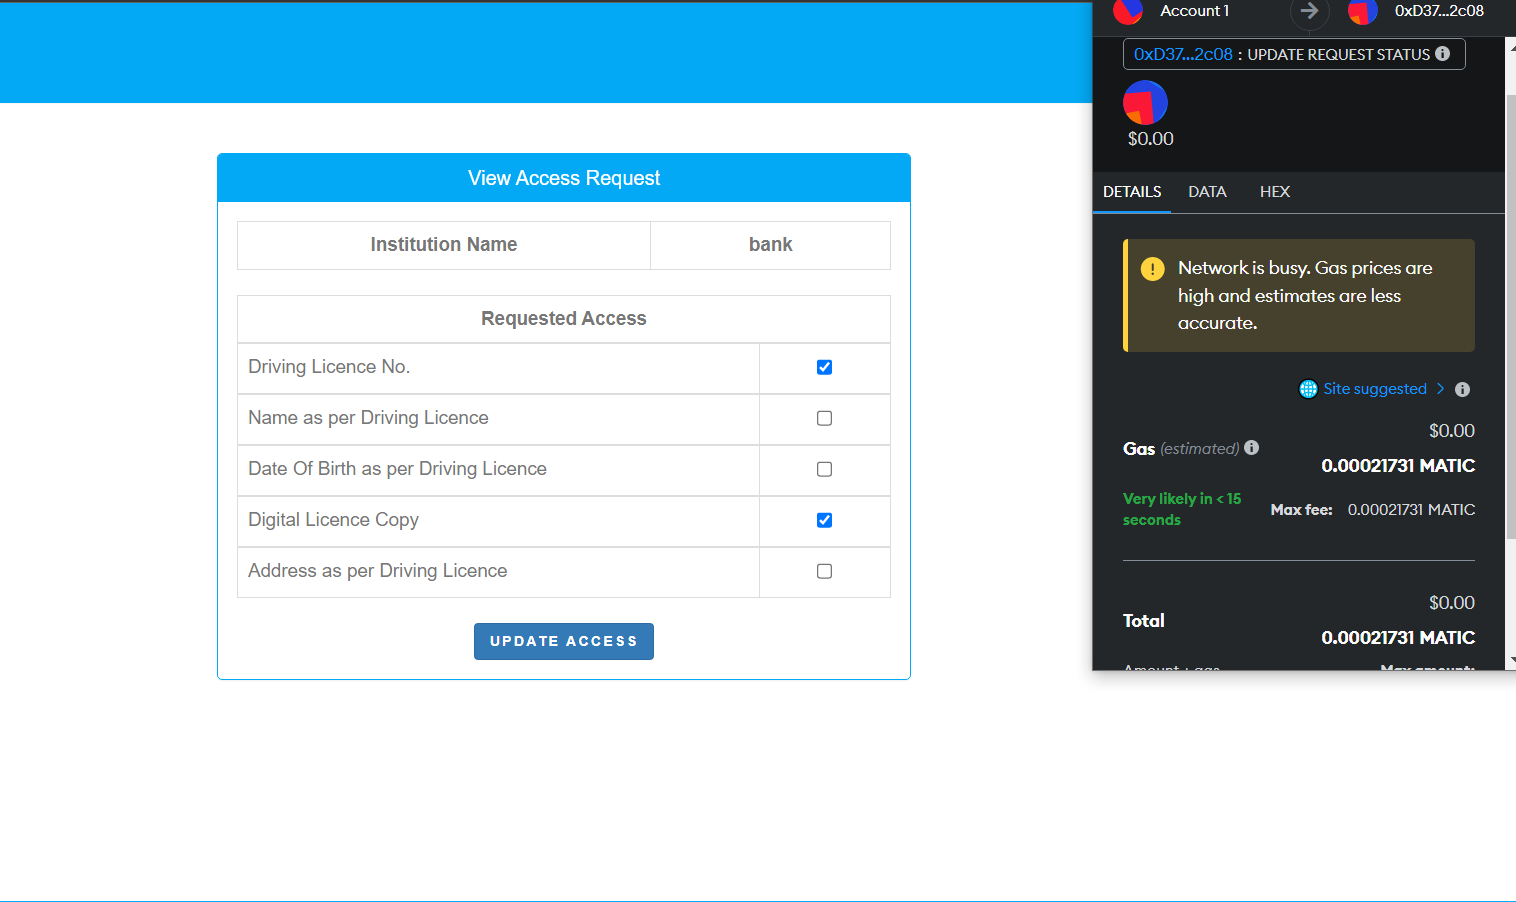 View Access Request
Institution Name bank
Requested Access
Driving Licence No.
Name as per Driving Licence
Date Of Birth as per Driving Licence
Digital Licence Copy
Address as per Driving Licence
UPDATE ACCESS
Account 1 0xD37...2c08
0xD37...2c08 : UPDATE REQUEST STATUS
$0.00
DETAILS DATA HEX
Network is busy. Gas prices are
high and estimates are less
accurate.
Site suggested >
$0.00
Gas (estimated)
0.00021731 MATIC
Very likely in < 15
seconds
Max fee: 0.00021731 MATIC
$0.00
Total
0.00021731 MATIC
Amount + gas Max amount: